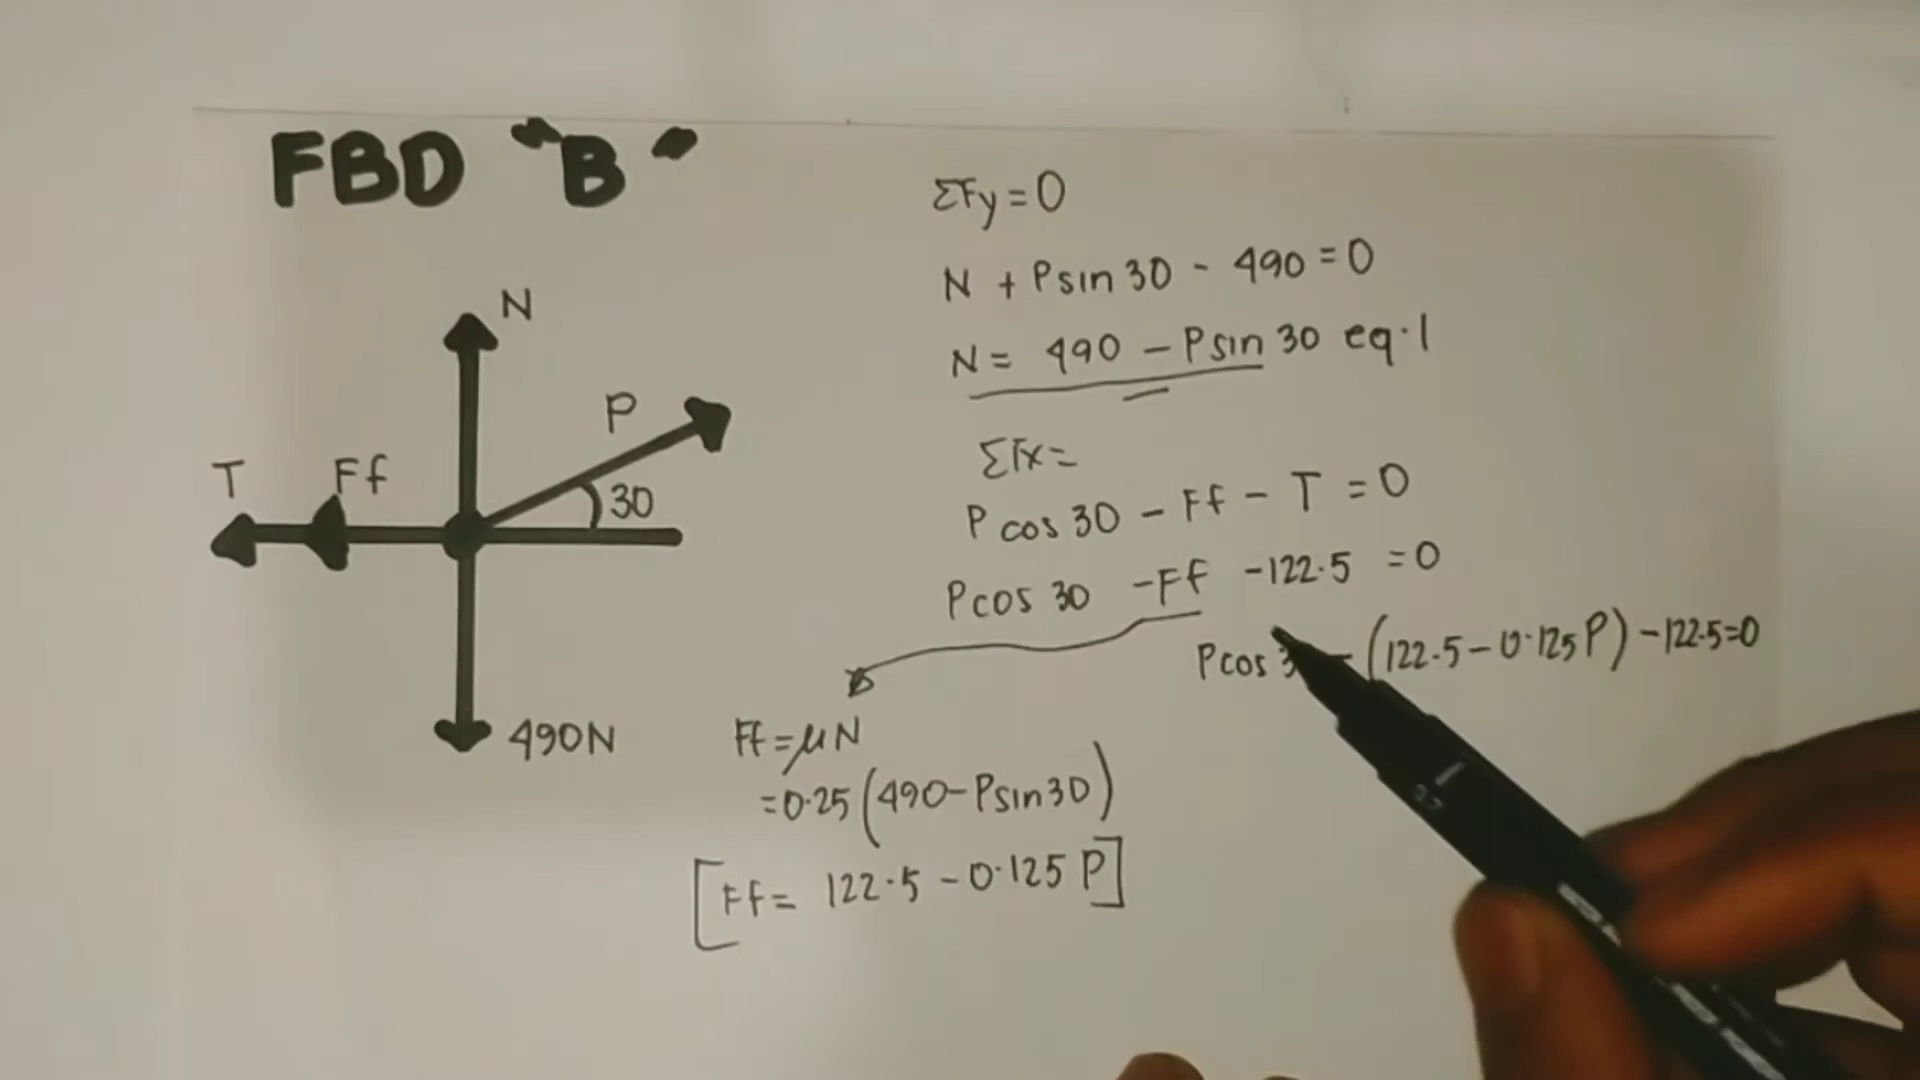 FBD "B"
N
P
T
Ff
30
490N
ΣFy=0
N + Psin 30 - 490 = 0
N = 490 - Psin 30 eq.1
ΣFx=
P cos 30 - Ff - T = 0
Pcos 30 -Ff -122.5 = 0
Pcos - (122.5 - 0.125P) -122.5=0
Ff=μN
=0.25(490-Psin30)
[Ff= 122.5 - 0.125 P]